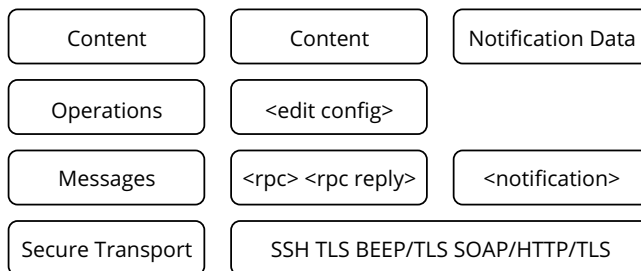 Content
Content
Notification Data
Operations
<edit config>
Messages
<rpc> <rpc reply>
<notification>
Secure Transport
SSH TLS BEEP/TLS SOAP/HTTP/TLS